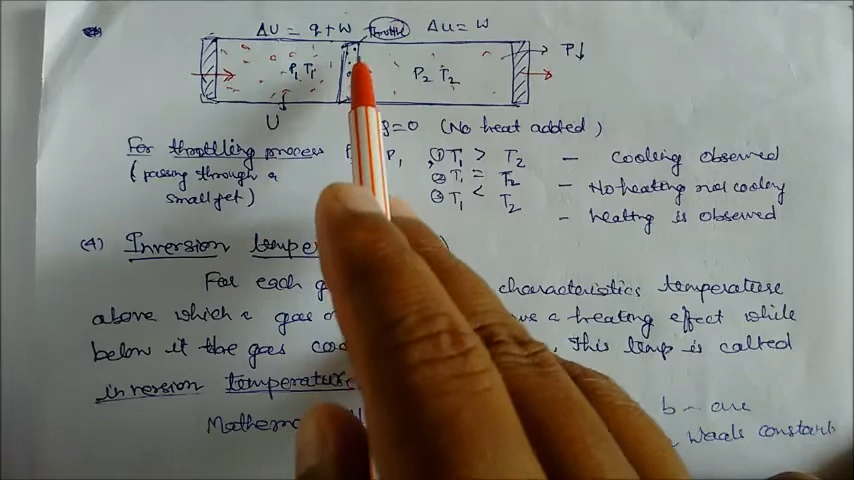 ΔU = q + W throttle ΔU = W
P₁ T₁ P₂ T₂ P↓
U
q = 0 (No heat added)
For throttling process P₁, ① T₁ > T₂ – Cooling observed
(passing through a ② T₁ = T₂ – No heating nor cooling
small jet) ③ T₁ < T₂ – heating is observed
(4) Inversion
For each characteristics temperature
above which a gas a heating effect while
below it the gas This temp is called
inversion temperature
b – are
Waals constant